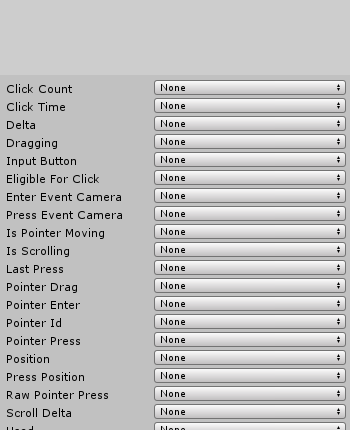 Click Count None
Click Time None
Delta None
Dragging None
Input Button None
Eligible For Click None
Enter Event Camera None
Press Event Camera None
Is Pointer Moving None
Is Scrolling None
Last Press None
Pointer Drag None
Pointer Enter None
Pointer Id None
Pointer Press None
Position None
Press Position None
Raw Pointer Press None
Scroll Delta None
Used None